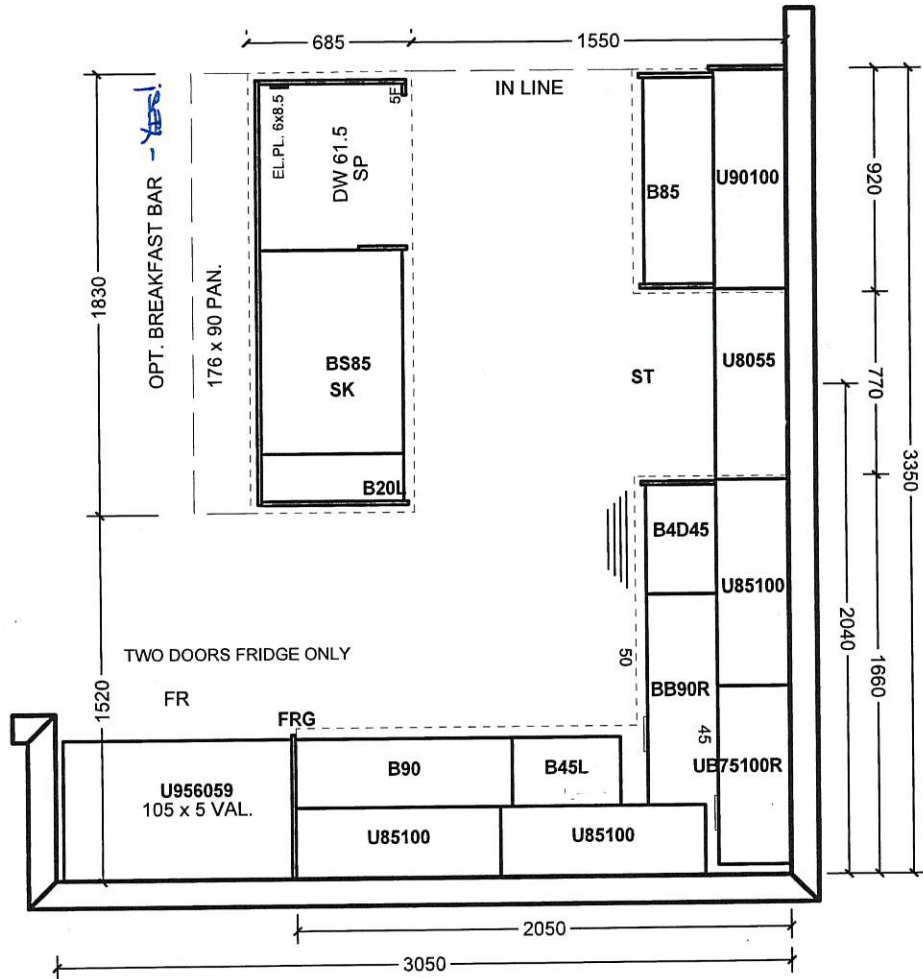 685
1550
IN LINE
OPT. BREAKFAST BAR - YES!
176 x 90 PAN.
1830
EL.PL. 6x8.5
5F
DW 61.5
SP
B85
U90100
920
BS85
SK
ST
U8055
770
3350
B20L
B4D45
U85100
2040
1660
50
BB90R
45
UB75100R
TWO DOORS FRIDGE ONLY
FR
1520
FRG
U956059
105 x 5 VAL.
B90
B45L
U85100
U85100
2050
3050